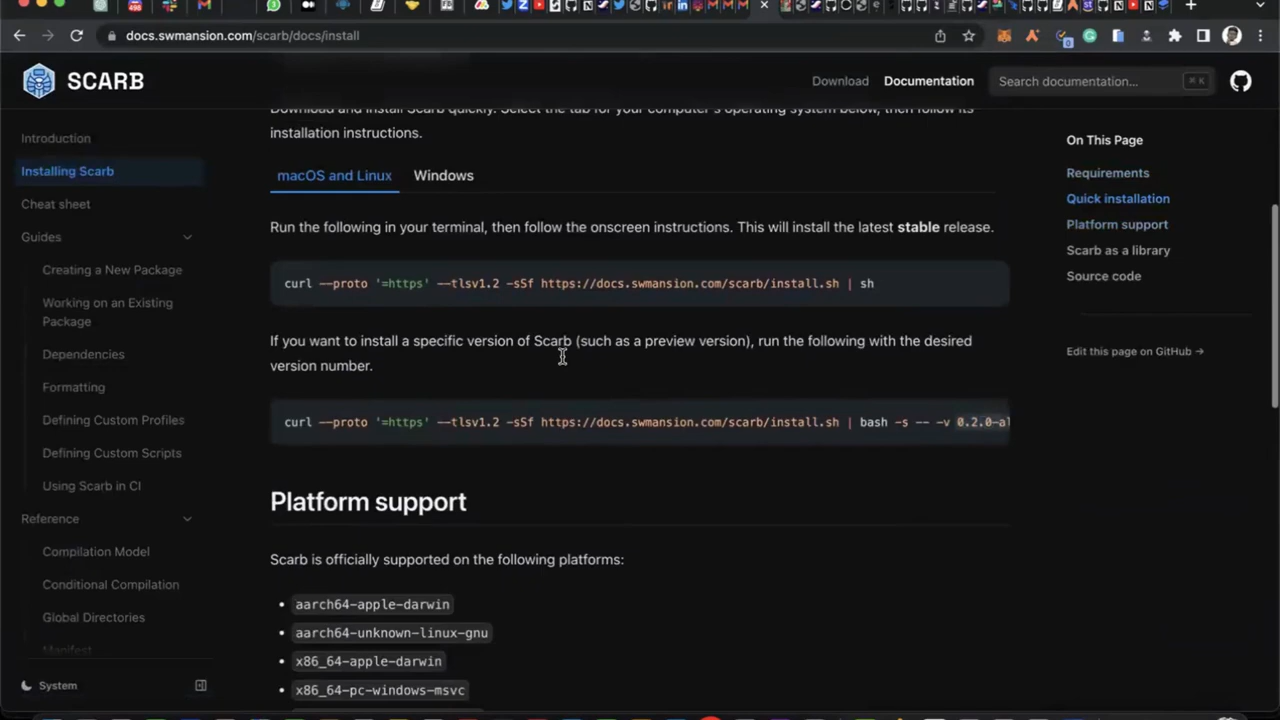 docs.swmansion.com/scarb/docs/install
SCARB
Download
Documentation
Search documentation...
⌘ K
Introduction
Installing Scarb
Cheat sheet
Guides
Creating a New Package
Working on an Existing
Package
Dependencies
Formatting
Defining Custom Profiles
Defining Custom Scripts
Using Scarb in CI
Reference
Compilation Model
Conditional Compilation
Global Directories
Manifest
System
Download and install Scarb quickly. Select the tab for your computer's operating system below, then follow its
installation instructions.
macOS and Linux
Windows
Run the following in your terminal, then follow the onscreen instructions. This will install the latest stable release.
curl --proto '=https' --tlsv1.2 -sSf https://docs.swmansion.com/scarb/install.sh | sh
If you want to install a specific version of Scarb (such as a preview version), run the following with the desired
version number.
curl --proto '=https' --tlsv1.2 -sSf https://docs.swmansion.com/scarb/install.sh | bash -s -- -v 0.2.0-al
Platform support
Scarb is officially supported on the following platforms:
• aarch64-apple-darwin
• aarch64-unknown-linux-gnu
• x86_64-apple-darwin
• x86_64-pc-windows-msvc
On This Page
Requirements
Quick installation
Platform support
Scarb as a library
Source code
Edit this page on GitHub →